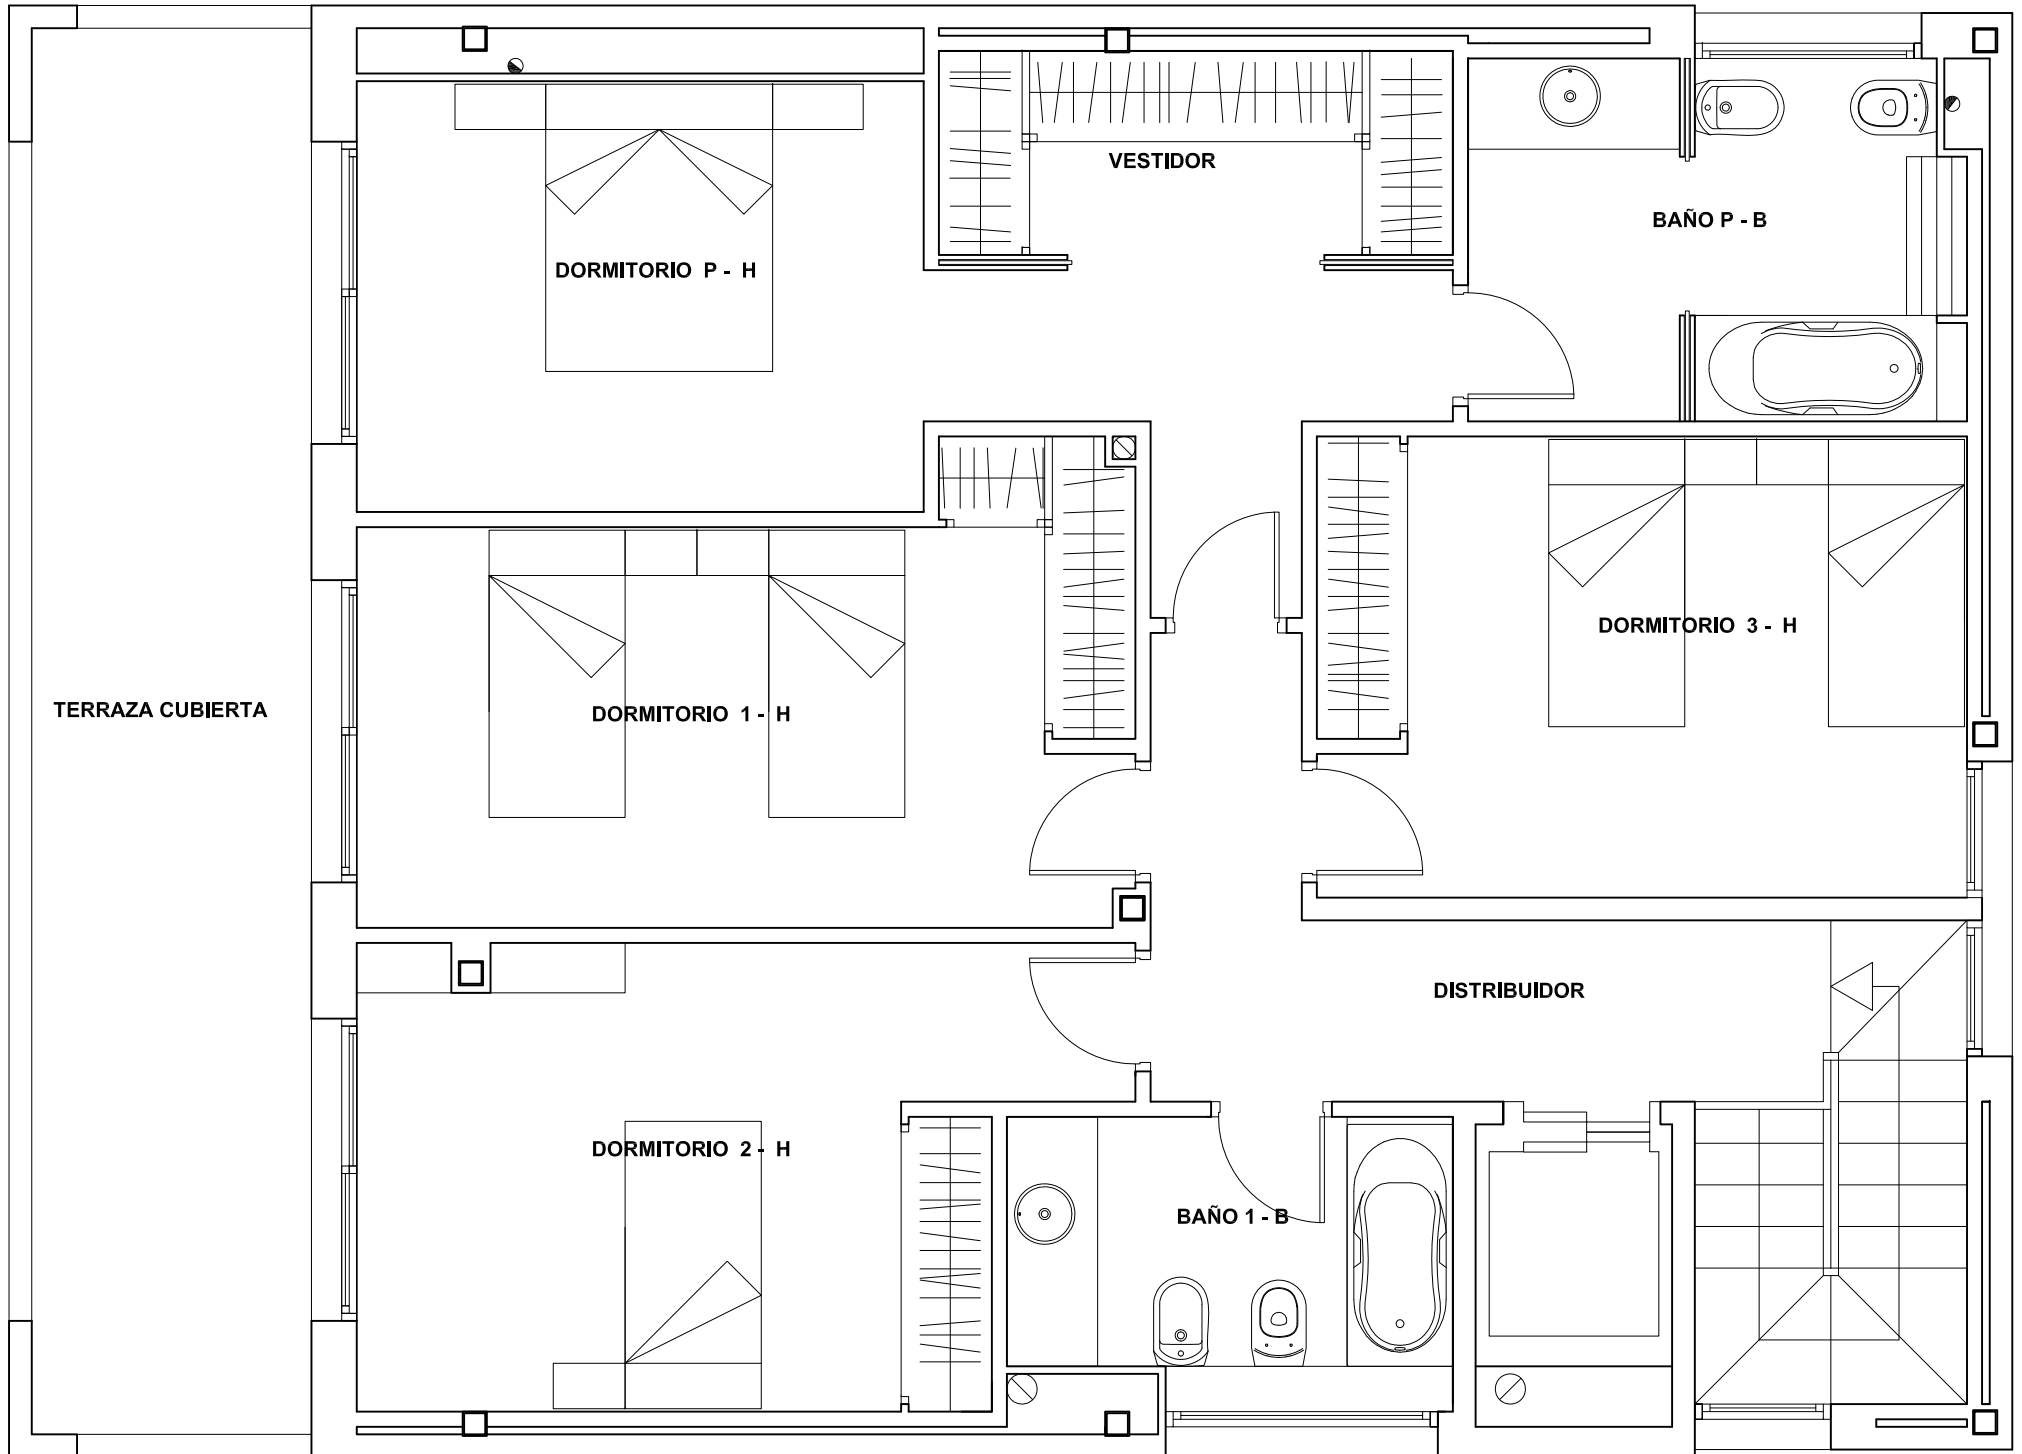 VESTIDOR
BAÑO P - B
DORMITORIO P - H
DORMITORIO 3 - H
TERRAZA CUBIERTA
DORMITORIO 1 - H
DISTRIBUIDOR
DORMITORIO 2 - H
BAÑO 1 - B